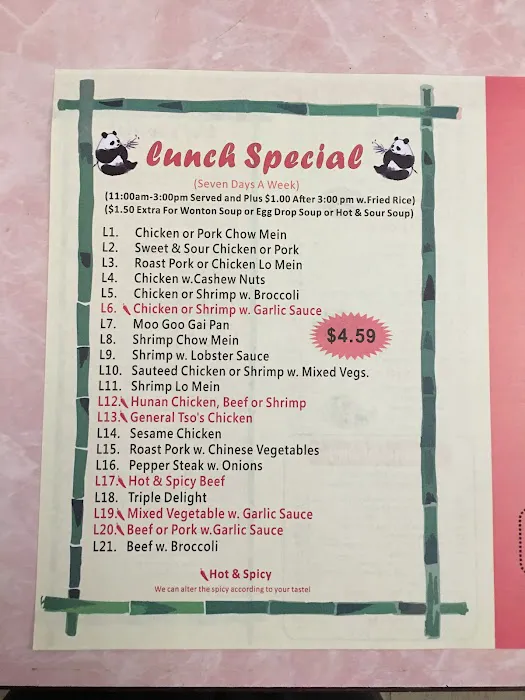 lunch Special
(Seven Days A Week)
(11:00am-3:00pm Served and Plus $1.00 After 3:00 pm w.Fried Rice)
($1.50 Extra For Wonton Soup or Egg Drop Soup or Hot & Sour Soup)
L1. Chicken or Pork Chow Mein
L2. Sweet & Sour Chicken or Pork
L3. Roast Pork or Chicken Lo Mein
L4. Chicken w.Cashew Nuts
L5. Chicken or Shrimp w. Broccoli
L6. Chicken or Shrimp w. Garlic Sauce
L7. Moo Goo Gai Pan
$4.59
L8. Shrimp Chow Mein
L9. Shrimp w. Lobster Sauce
L10. Sauteed Chicken or Shrimp w. Mixed Vegs.
L11. Shrimp Lo Mein
L12. Hunan Chicken, Beef or Shrimp
L13. General Tso's Chicken
L14. Sesame Chicken
L15. Roast Pork w. Chinese Vegetables
L16. Pepper Steak w. Onions
L17. Hot & Spicy Beef
L18. Triple Delight
L19. Mixed Vegetable w. Garlic Sauce
L20. Beef or Pork w.Garlic Sauce
L21. Beef w. Broccoli
Hot & Spicy
We can alter the spicy according to your taste!